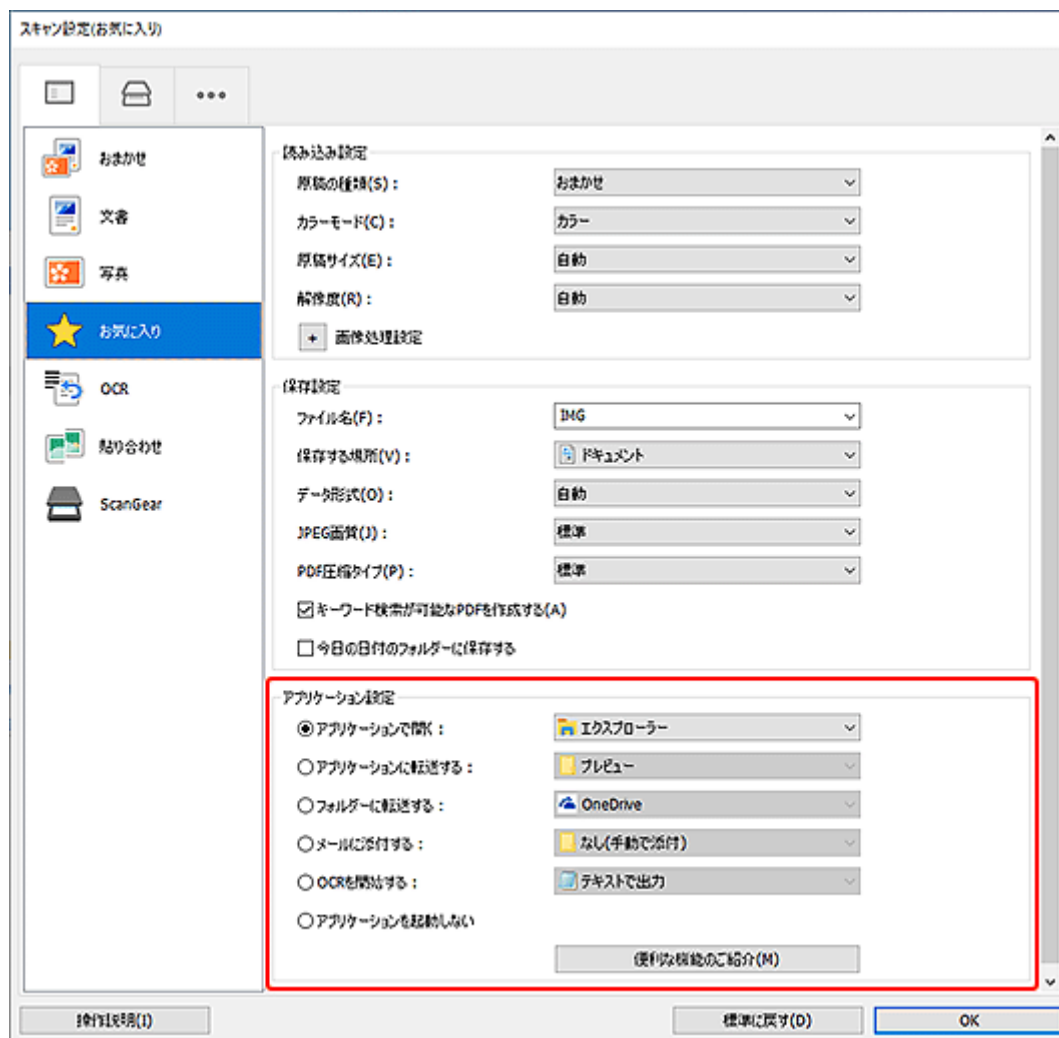 スキャン設定(お気に入り)
おまかせ
文書
写真
お気に入り
OCR
貼り合わせ
ScanGear
読み込み設定
原稿の種類(S) : おまかせ
カラーモード(C) : カラー
原稿サイズ(E) : 自動
解像度(R) : 自動
+ 画像処理設定
保存設定
ファイル名(F) : IMG
保存する場所(V) : ドキュメント
データ形式(O) : 自動
JPEG画質(J) : 標準
PDF圧縮タイプ(P) : 標準
キーワード検索が可能なPDFを作成する(A)
今日の日付のフォルダーに保存する
アプリケーション設定
アプリケーションで開く : エクスプローラー
アプリケーションに転送する : プレビュー
フォルダーに転送する : OneDrive
メールに添付する : なし(手動で添付)
OCRを開始する : テキストで出力
アプリケーションを起動しない
便利な機能のご紹介(M)
操作説明(I)
標準に戻す(D)
OK